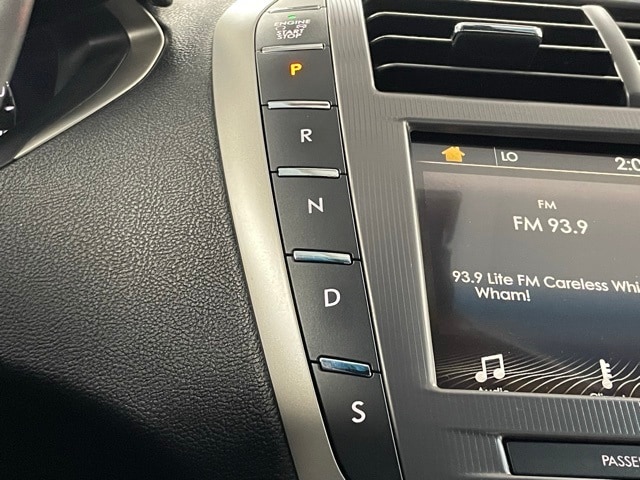 ENGINE
START
STOP
P
R
N
D
S
LO
FM
FM 93.9
93.9 Lite FM Careless Whi
Wham!
PASSE